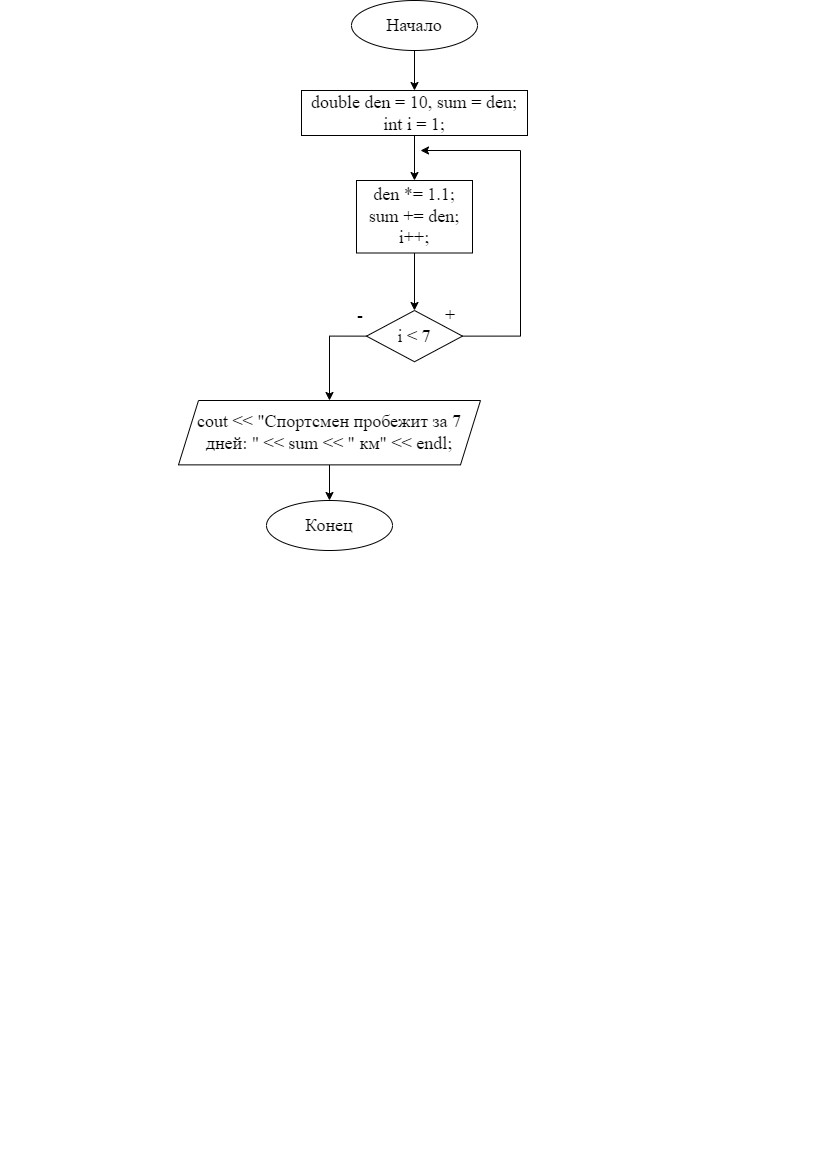 Начало
double den = 10, sum = den;
int i = 1;
den *= 1.1;
sum += den;
i++;
- +
i < 7
cout << "Спортсмен пробежит за 7
дней: " << sum << " км" << endl;
Конец